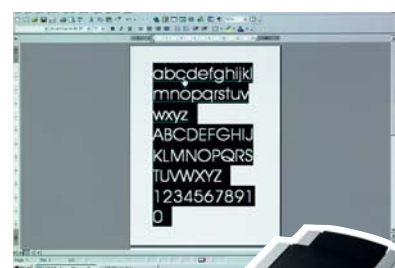 abcdefghijkl
mnopqrstuv
wxyz
ABCDEFGHIJ
KLMNOPQRS
TUVWXYZ
1234567891
0